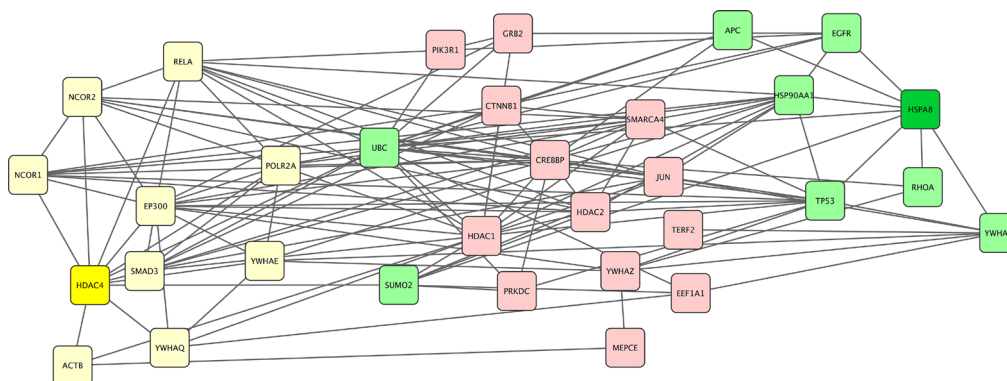 GRB2
APC
EGFR
PIK3R1
RELA
NCOR2
CTNNB1
HSP90AA1
HSPA8
SMARCA4
UBC
CREBBP
POLR2A
NCOR1
JUN
RHOA
EP300
HDAC2
TP53
HDAC1
TERF2
YWHA
YWHAE
SMAD3
YWHAZ
HDAC4
SUMO2
PRKDC
EEF1A1
YWHAQ
MEPCE
ACTB